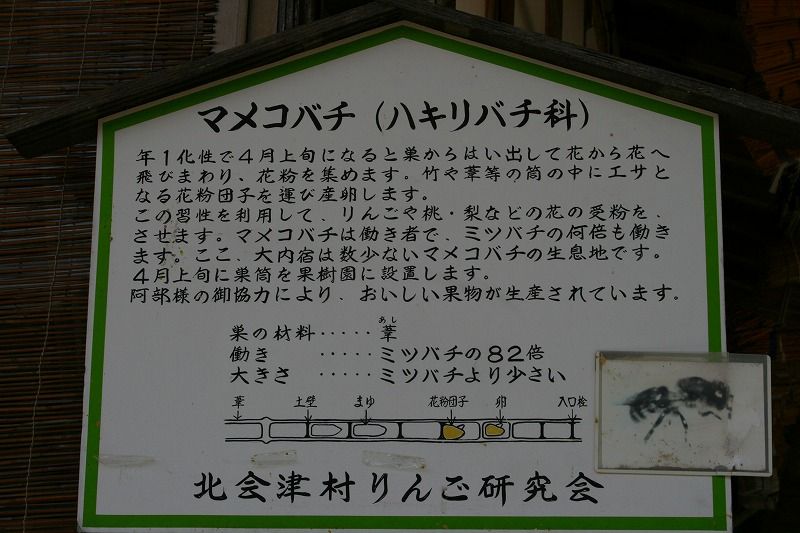 マメコバチ（ハキリバチ科）
年１化性で４月上旬になると巣からはい出して花から花へ
飛びまわり、花粉を集めます。竹や葦等の筒の中にエサと
なる花粉団子を運び産卵します。
この習性を利用して、りんごや桃・梨などの花の受粉を、
させます。マメコバチは働き者で、ミツバチの何倍も働き
ます。ここ、大内宿は数少ないマメコバチの生息地です。
４月上旬に巣筒を果樹園に設置します。
阿部様の御協力により、おいしい果物が生産されています。
あし
巣の材料‥‥‥葦
働き　‥‥‥ミツバチの８２倍
大きさ　‥‥‥ミツバチより少さい
葦　土壁　まゆ　花粉団子　卵　入口栓
北会津村りんご研究会